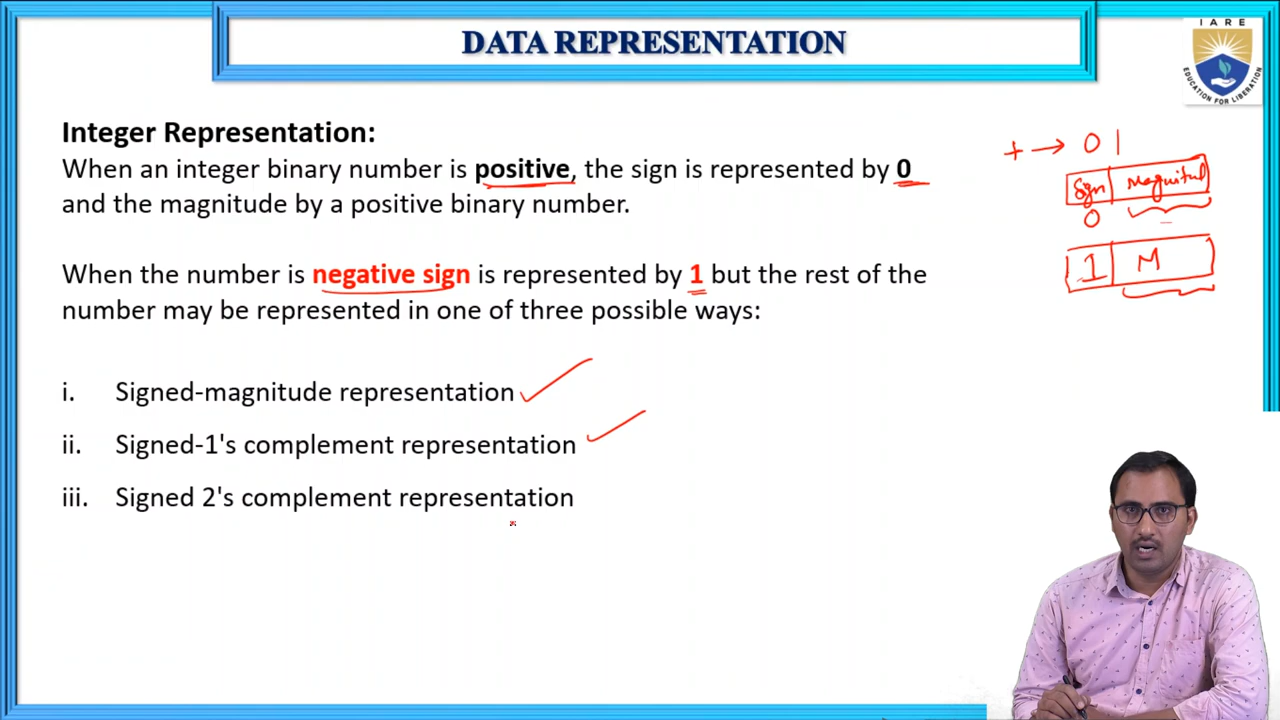 DATA REPRESENTATION
IARE
EDUCATION FOR LIBERATION
Integer Representation:
When an integer binary number is positive, the sign is represented by 0
and the magnitude by a positive binary number.
+ → 0 1
Sign
0
1 M
When the number is negative sign is represented by 1 but the rest of the
number may be represented in one of three possible ways:
i. Signed-magnitude representation
ii. Signed-1's complement representation
iii. Signed 2's complement representation